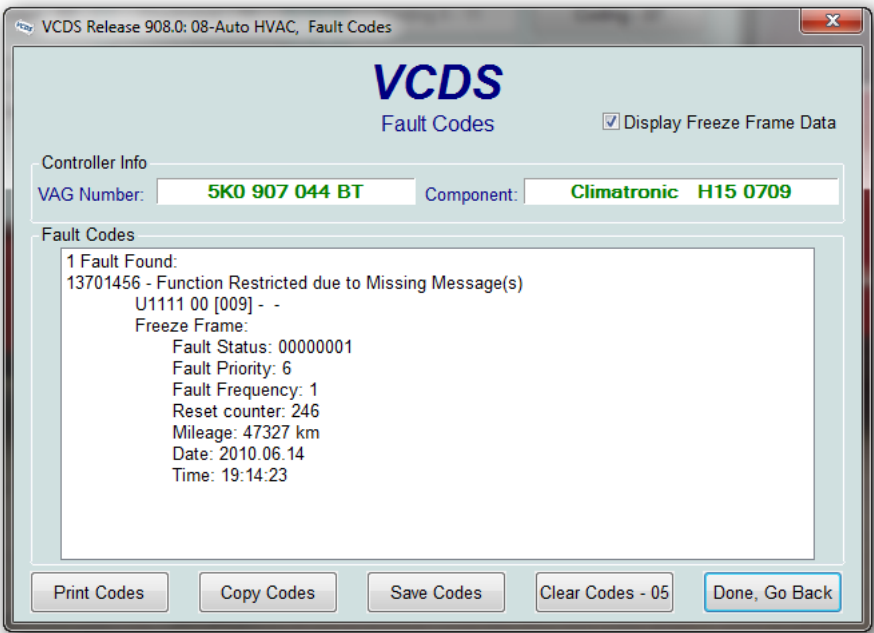 VCDS Release 908.0: 08-Auto HVAC,  Fault Codes
VCDS
Fault Codes
Display Freeze Frame Data
Controller Info
VAG Number: 5K0 907 044 BT Component: Climatronic   H15 0709
Fault Codes
1 Fault Found:
13701456 - Function Restricted due to Missing Message(s)
U1111 00 [009] -  -
Freeze Frame:
Fault Status: 00000001
Fault Priority: 6
Fault Frequency: 1
Reset counter: 246
Mileage: 47327 km
Date: 2010.06.14
Time: 19:14:23
Print Codes Copy Codes Save Codes Clear Codes - 05 Done, Go Back